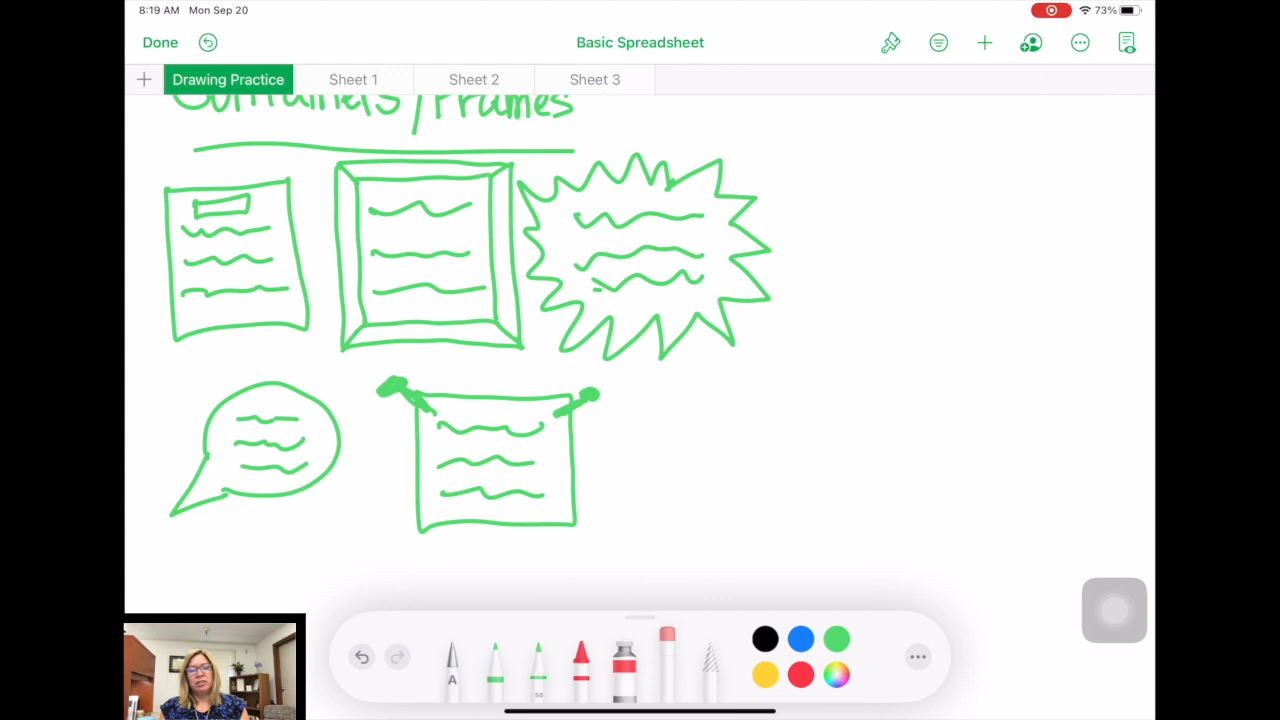 8:19 AM Mon Sep 20 73%
Done Basic Spreadsheet
Drawing Practice Sheet 1 Sheet 2 Sheet 3
Containers/Frames
A 50